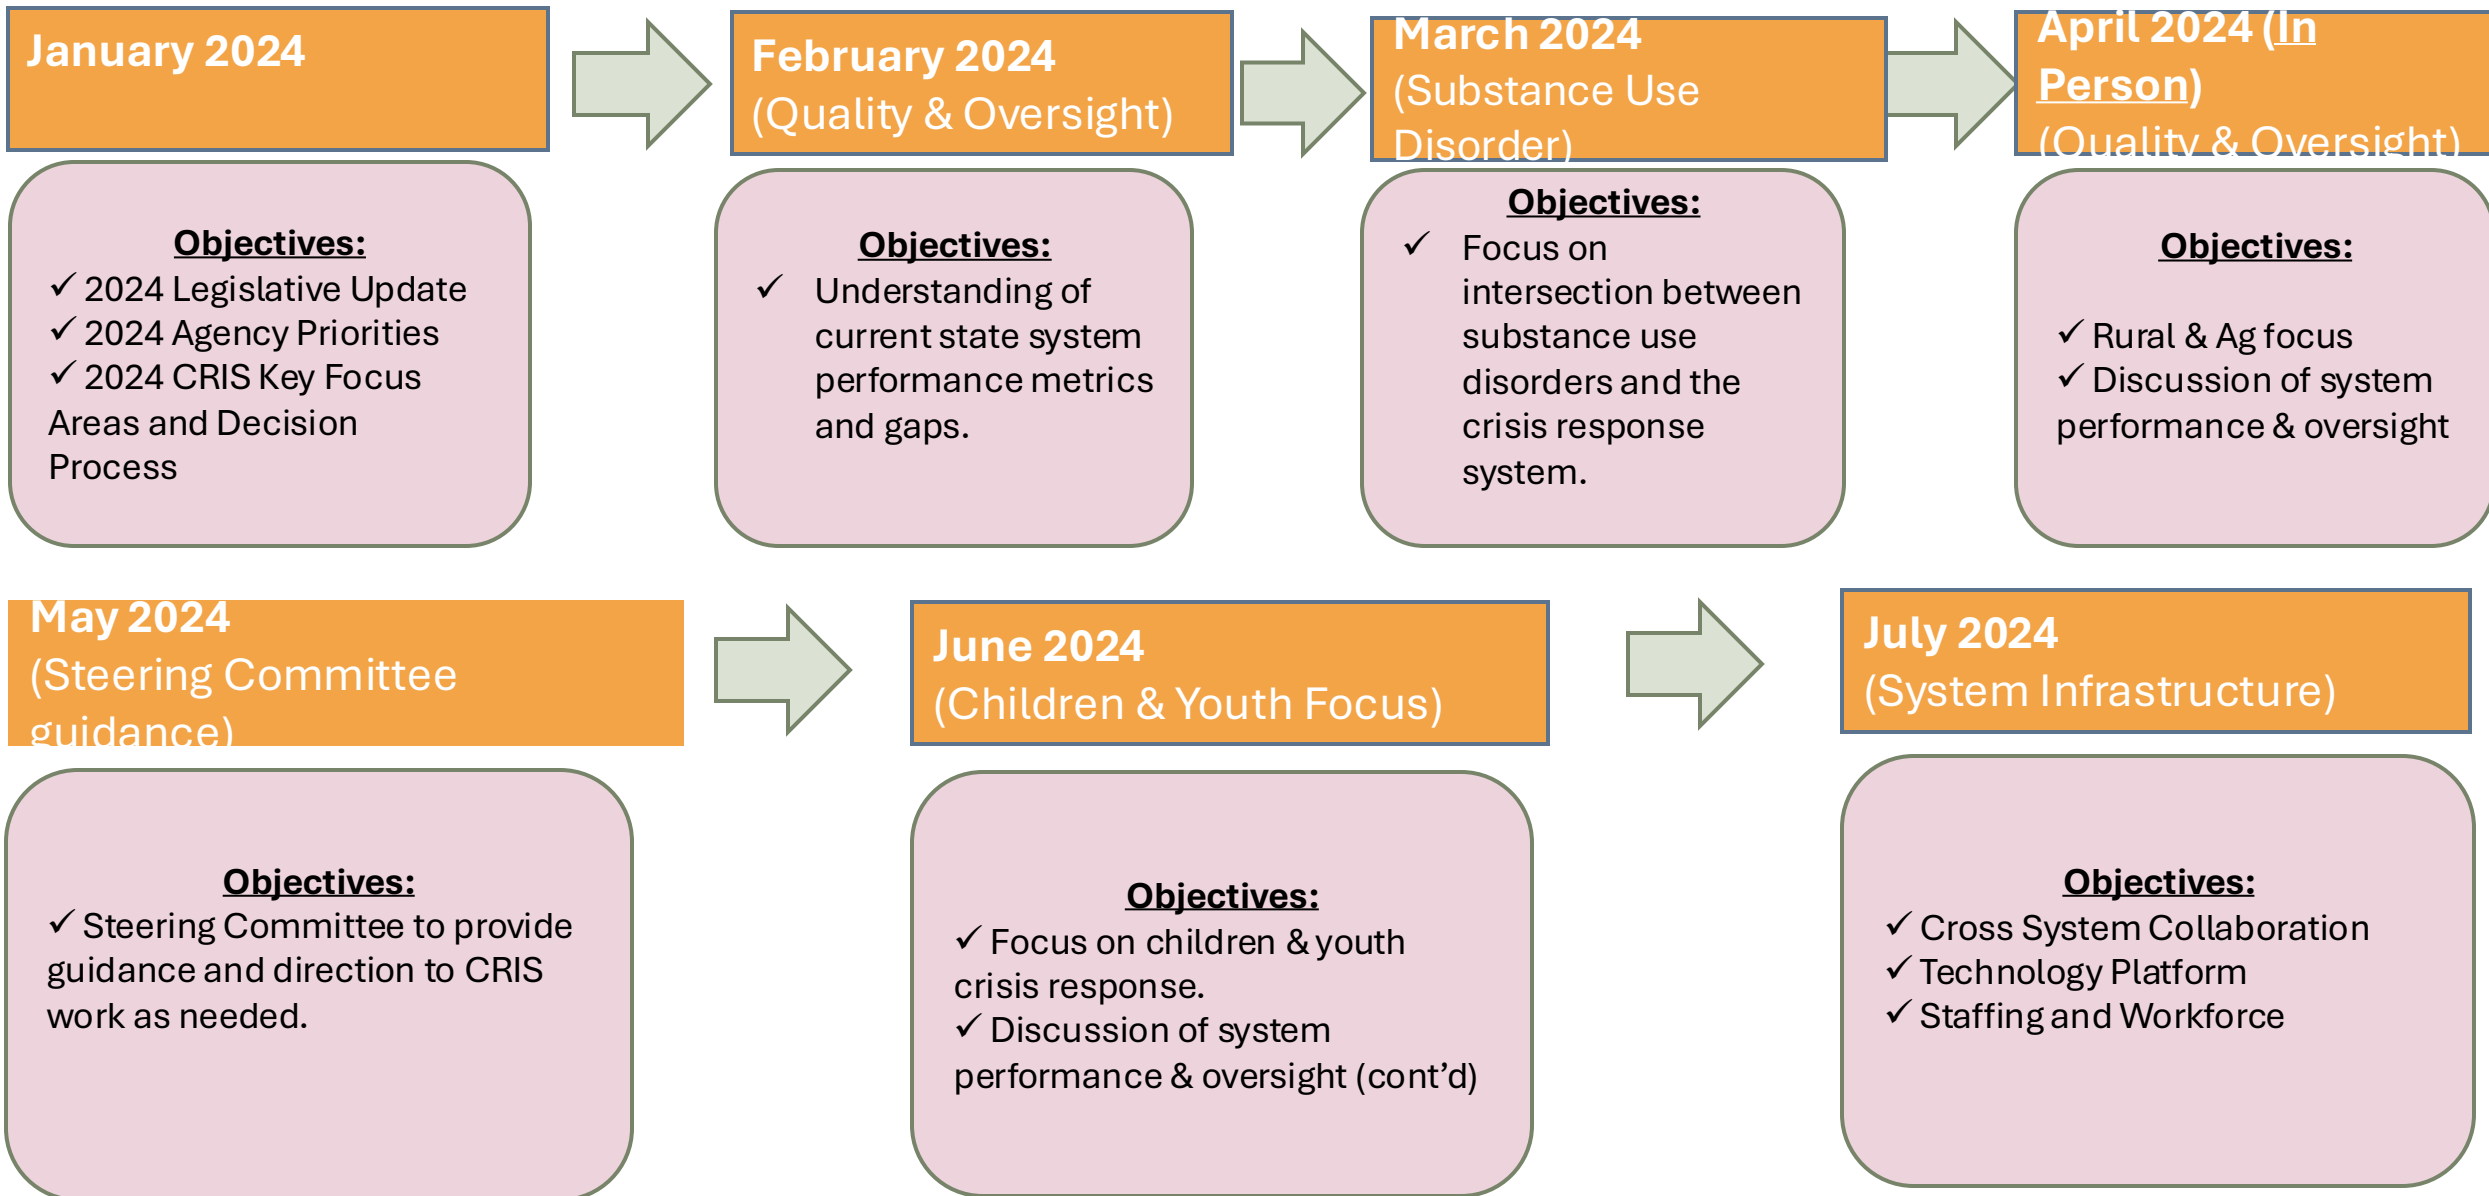 January 2024
Objectives:
✓ 2024 Legislative Update
✓ 2024 Agency Priorities
✓ 2024 CRIS Key Focus
Areas and Decision
Process
February 2024
(Quality & Oversight)
Objectives:
✓ Understanding of
current state system
performance metrics
and gaps.
March 2024
(Substance Use
Disorder)
Objectives:
✓ Focus on
intersection between
substance use
disorders and the
crisis response
system.
April 2024 (In
Person)
(Quality & Oversight)
Objectives:
✓ Rural & Ag focus
✓ Discussion of system
performance & oversight
May 2024
(Steering Committee
guidance)
Objectives:
✓ Steering Committee to provide
guidance and direction to CRIS
work as needed.
June 2024
(Children & Youth Focus)
Objectives:
✓ Focus on children & youth
crisis response.
✓ Discussion of system
performance & oversight (cont’d)
July 2024
(System Infrastructure)
Objectives:
✓ Cross System Collaboration
✓ Technology Platform
✓ Staffing and Workforce